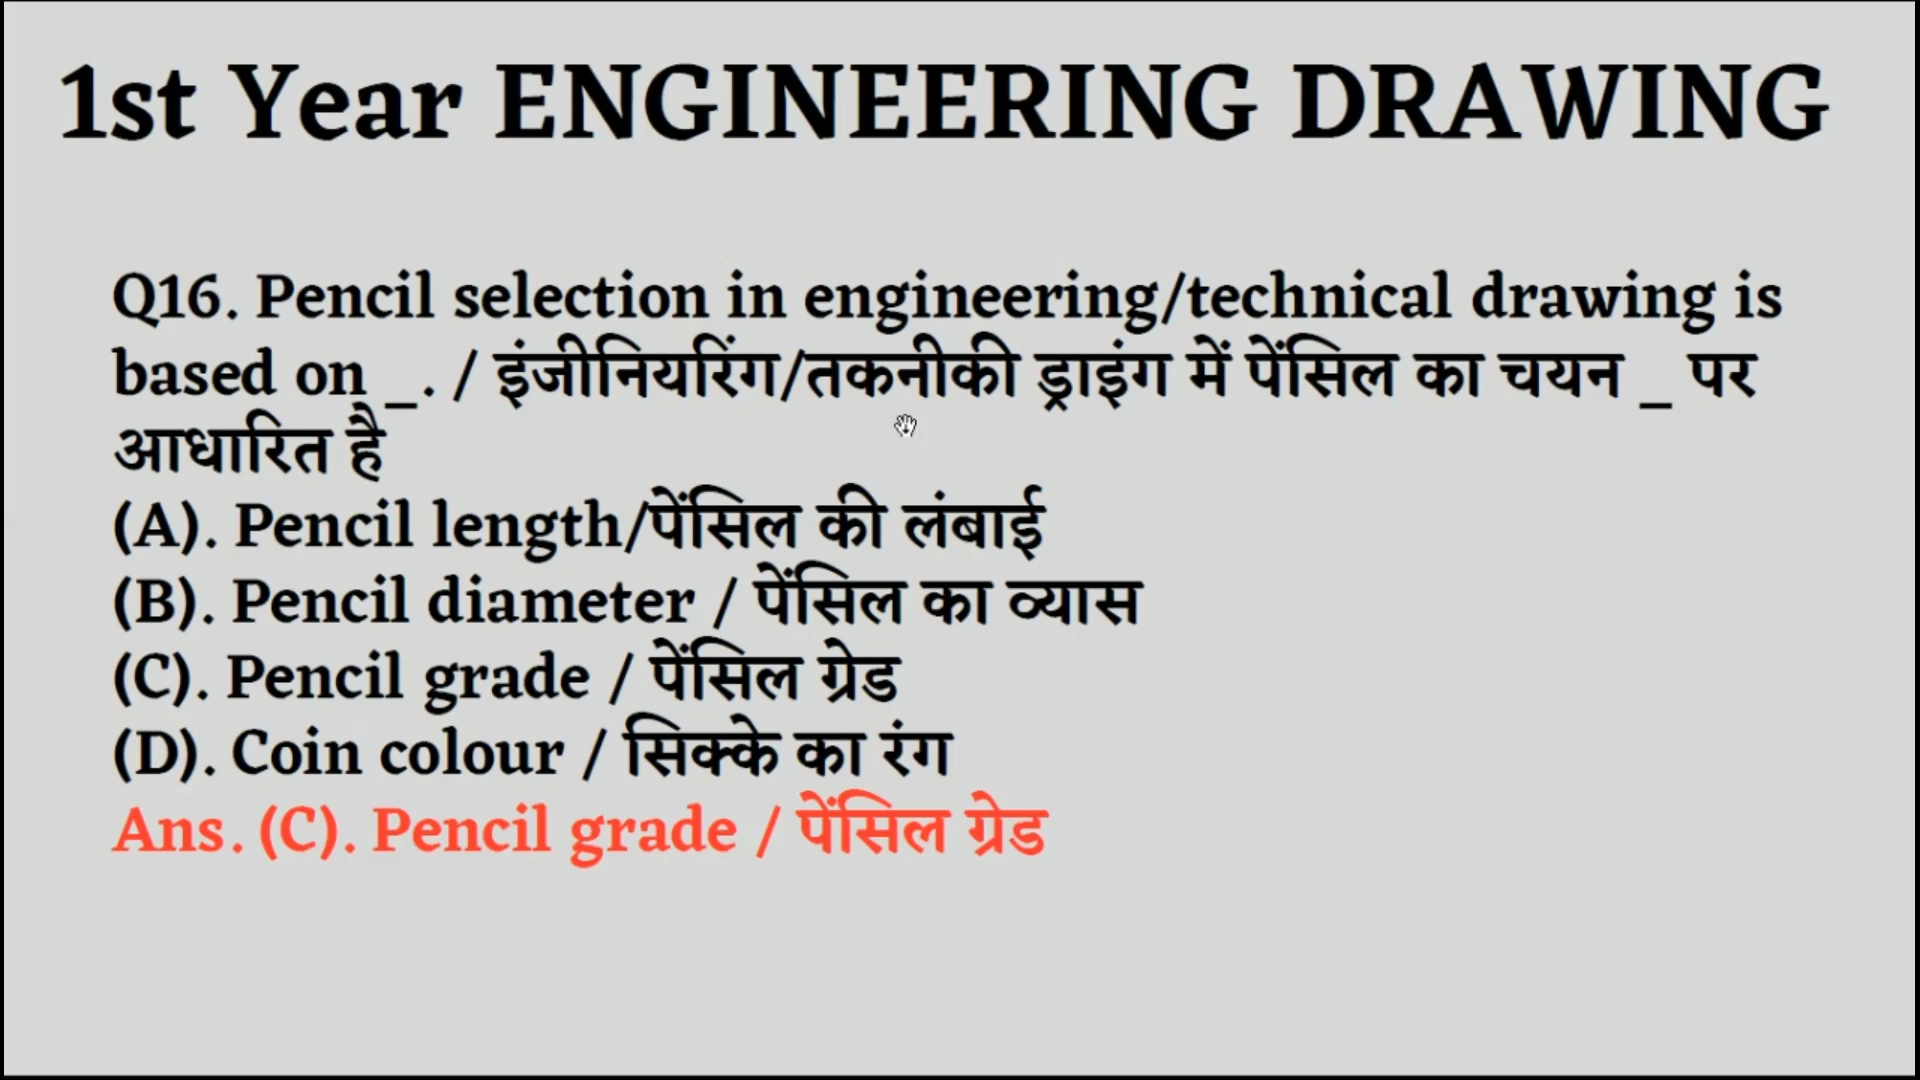 1st Year ENGINEERING DRAWING
Q16. Pencil selection in engineering/technical drawing is
based on _. / इंजीनियरिंग/तकनीकी ड्राइंग में पेंसिल का चयन _ पर
आधारित है
(A). Pencil length/पेंसिल की लंबाई
(B). Pencil diameter / पेंसिल का व्यास
(C). Pencil grade / पेंसिल ग्रेड
(D). Coin colour / सिक्के का रंग
Ans. (C). Pencil grade / पेंसिल ग्रेड